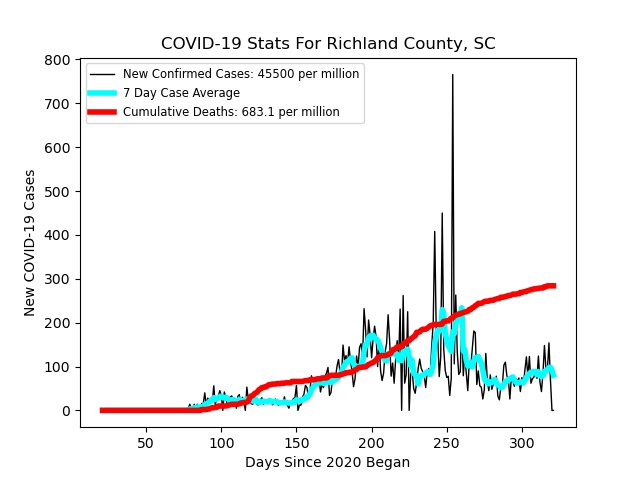 COVID-19 Stats For Richland County, SC
New Confirmed Cases: 45500 per million
7 Day Case Average
Cumulative Deaths: 683.1 per million
New COVID-19 Cases
800
700
600
500
400
300
200
100
0
50 100 150 200 250 300
Days Since 2020 Began